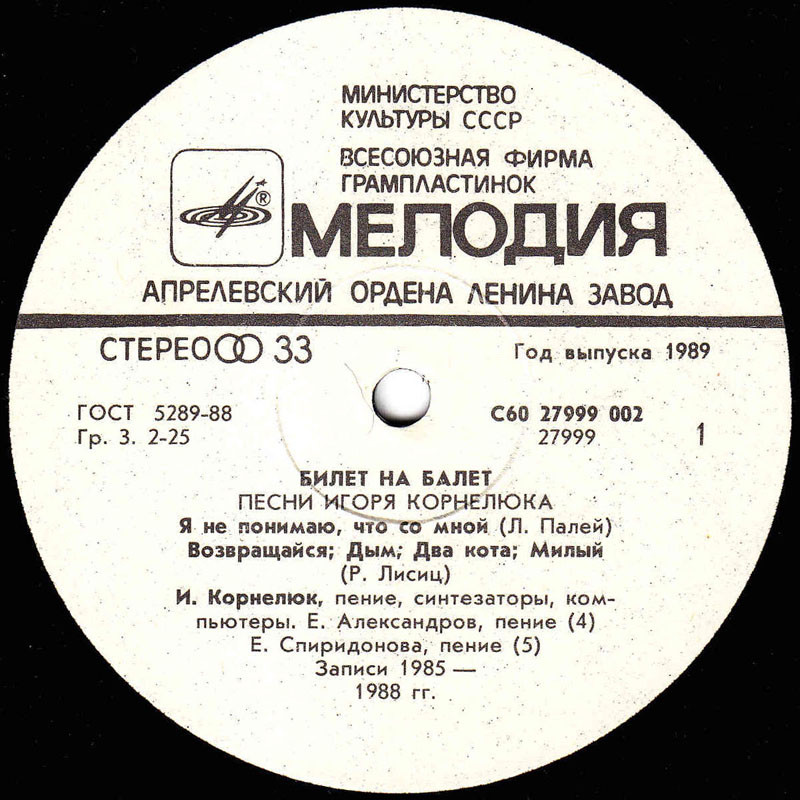 МИНИСТЕРСТВО
КУЛЬТУРЫ СССР
ВСЕСОЮЗНАЯ ФИРМА
ГРАМПЛАСТИНОК
®
МЕЛОДИЯ
АПРЕЛЕВСКИЙ ОРДЕНА ЛЕНИНА ЗАВОД
СТЕРЕО 33
Год выпуска 1989
ГОСТ 5289-88
Гр. 3. 2-25
С60 27999 002
27999
1
БИЛЕТ НА БАЛЕТ
ПЕСНИ ИГОРЯ КОРНЕЛЮКА
Я не понимаю, что со мной (Л. Палей)
Возвращайся; Дым; Два кота; Милый
(Р. Лисиц)
И. Корнелюк, пение, синтезаторы, ком-
пьютеры. Е. Александров, пение (4)
Е. Спиридонова, пение (5)
Записи 1985 —
1988 гг.